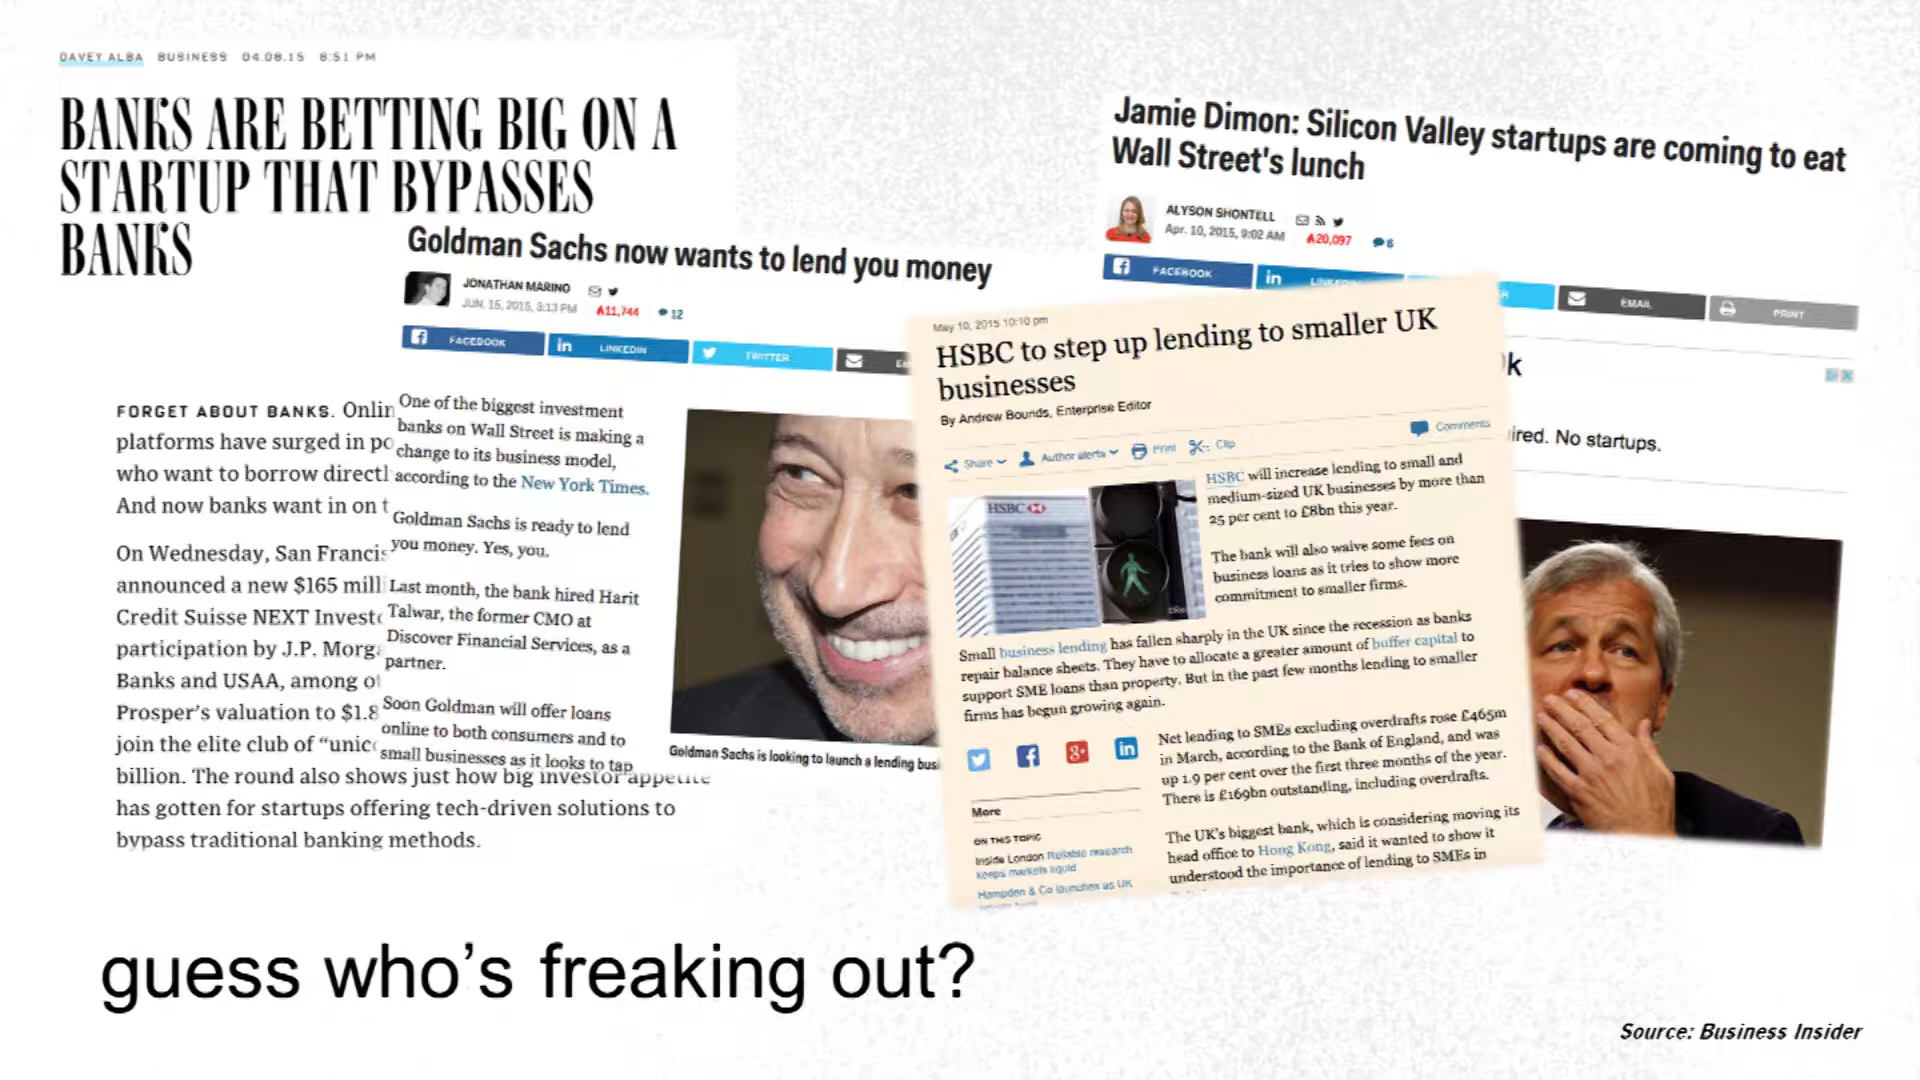 DAVEY ALBA BUSINESS 04.08.15 8:51 PM
BANKS ARE BETTING BIG ON A
STARTUP THAT BYPASSES
BANKS
FORGET ABOUT BANKS. Onlin
platforms have surged in po
who want to borrow directl
And now banks want in on t
On Wednesday, San Francis
announced a new $165 mill
Credit Suisse NEXT Invest
participation by J.P. Morg
Banks and USAA, among o
Prosper's valuation to $1.8
join the elite club of “unic
billion. The round also shows just how big investor appetite
has gotten for startups offering tech-driven solutions to
bypass traditional banking methods.
Goldman Sachs now wants to lend you money
JONATHAN MARINO
JUN. 15, 2015, 3:13 PM 11,744 12
FACEBOOK LINKEDIN TWITTER
One of the biggest investment
banks on Wall Street is making a
change to its business model,
according to the New York Times.
Goldman Sachs is ready to lend
you money. Yes, you.
Last month, the bank hired Harit
Talwar, the former CMO at
Discover Financial Services, as a
partner.
Soon Goldman will offer loans
online to both consumers and to
small businesses as it looks to tap
Goldman Sachs is looking to launch a lending busi
May 10, 2015 10:10 pm
HSBC to step up lending to smaller UK
businesses
By Andrew Bounds, Enterprise Editor
Share Author alerts Print Clip
Comments
HSBC
HSBC will increase lending to small and
medium-sized UK businesses by more than
25 per cent to £8bn this year.
The bank will also waive some fees on
business loans as it tries to show more
commitment to smaller firms.
Small business lending has fallen sharply in the UK since the recession as banks
repair balance sheets. They have to allocate a greater amount of buffer capital to
support SME loans than property. But in the past few months lending to smaller
firms has begun growing again.
Net lending to SMEs excluding overdrafts rose £465m
in March, according to the Bank of England, and was
up 1.9 per cent over the first three months of the year.
There is £169bn outstanding, including overdrafts.
The UK's biggest bank, which is considering moving its
head office to Hong Kong, said it wanted to show it
understood the importance of lending to SMEs in
More
ON THIS TOPIC
Inside London Reliable research
keeps markets liquid
Hampden & Co launches as UK
Jamie Dimon: Silicon Valley startups are coming to eat
Wall Street's lunch
ALYSON SHONTELL
Apr. 10, 2015, 9:02 AM 20,097 6
FACEBOOK LINKEDIN EMAIL PRINT
ired. No startups.
guess who’s freaking out?
Source: Business Insider